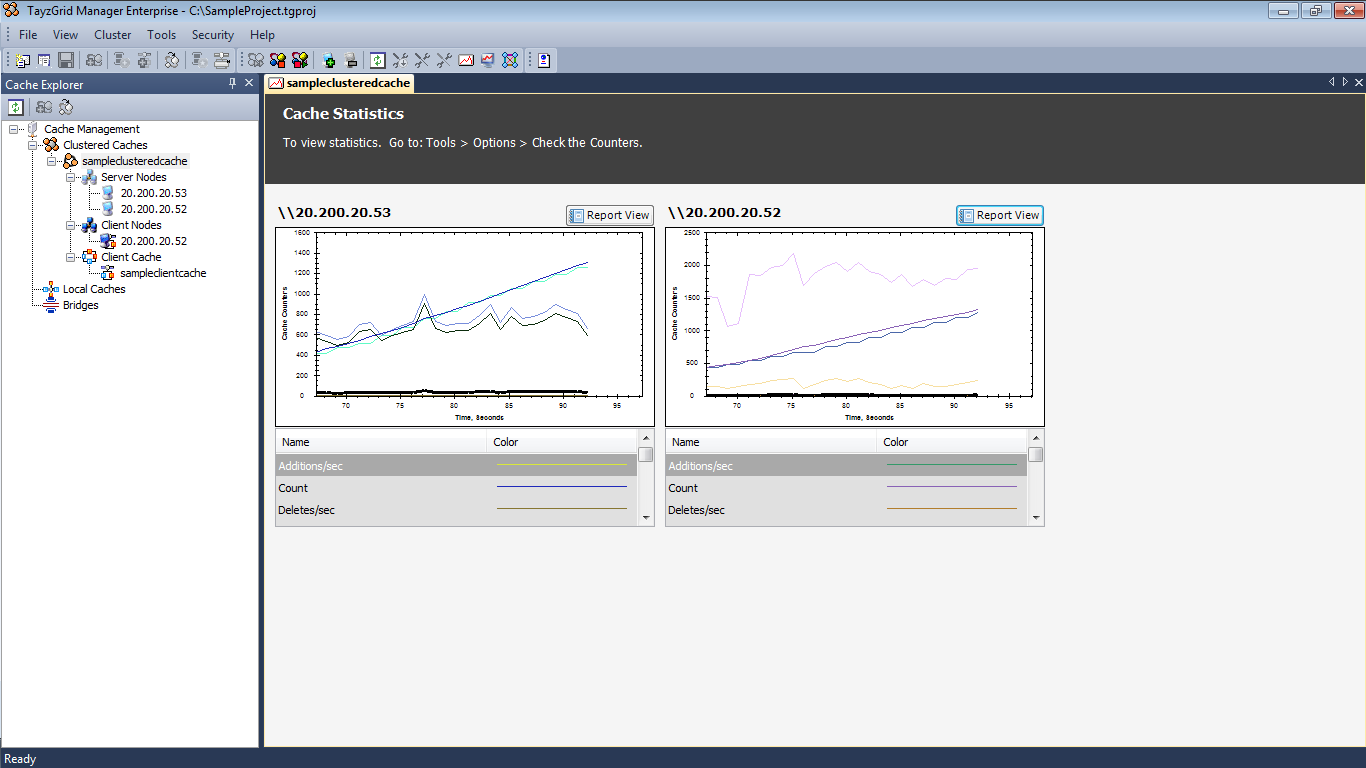 TayzGrid Manager Enterprise - C:\SampleProject.tgproj
File View Cluster Tools Security Help
Cache Explorer
Cache Management
Clustered Caches
sampleclusteredcache
Server Nodes
20.200.20.53
20.200.20.52
Client Nodes
20.200.20.52
Client Cache
sampleclientcache
Local Caches
Bridges
sampleclusteredcache
Cache Statistics
To view statistics. Go to: Tools > Options > Check the Counters.
\\20.200.20.53
Report View
1600
1400
1200
1000
800
600
400
200
0
Cache Counters
70 75 80 85 90 95
Time, Seconds
Name Color
Additions/sec
Count
Deletes/sec
\\20.200.20.52
Report View
2500
2000
1500
1000
500
0
Cache Counters
70 75 80 85 90 95
Time, Seconds
Name Color
Additions/sec
Count
Deletes/sec
Ready